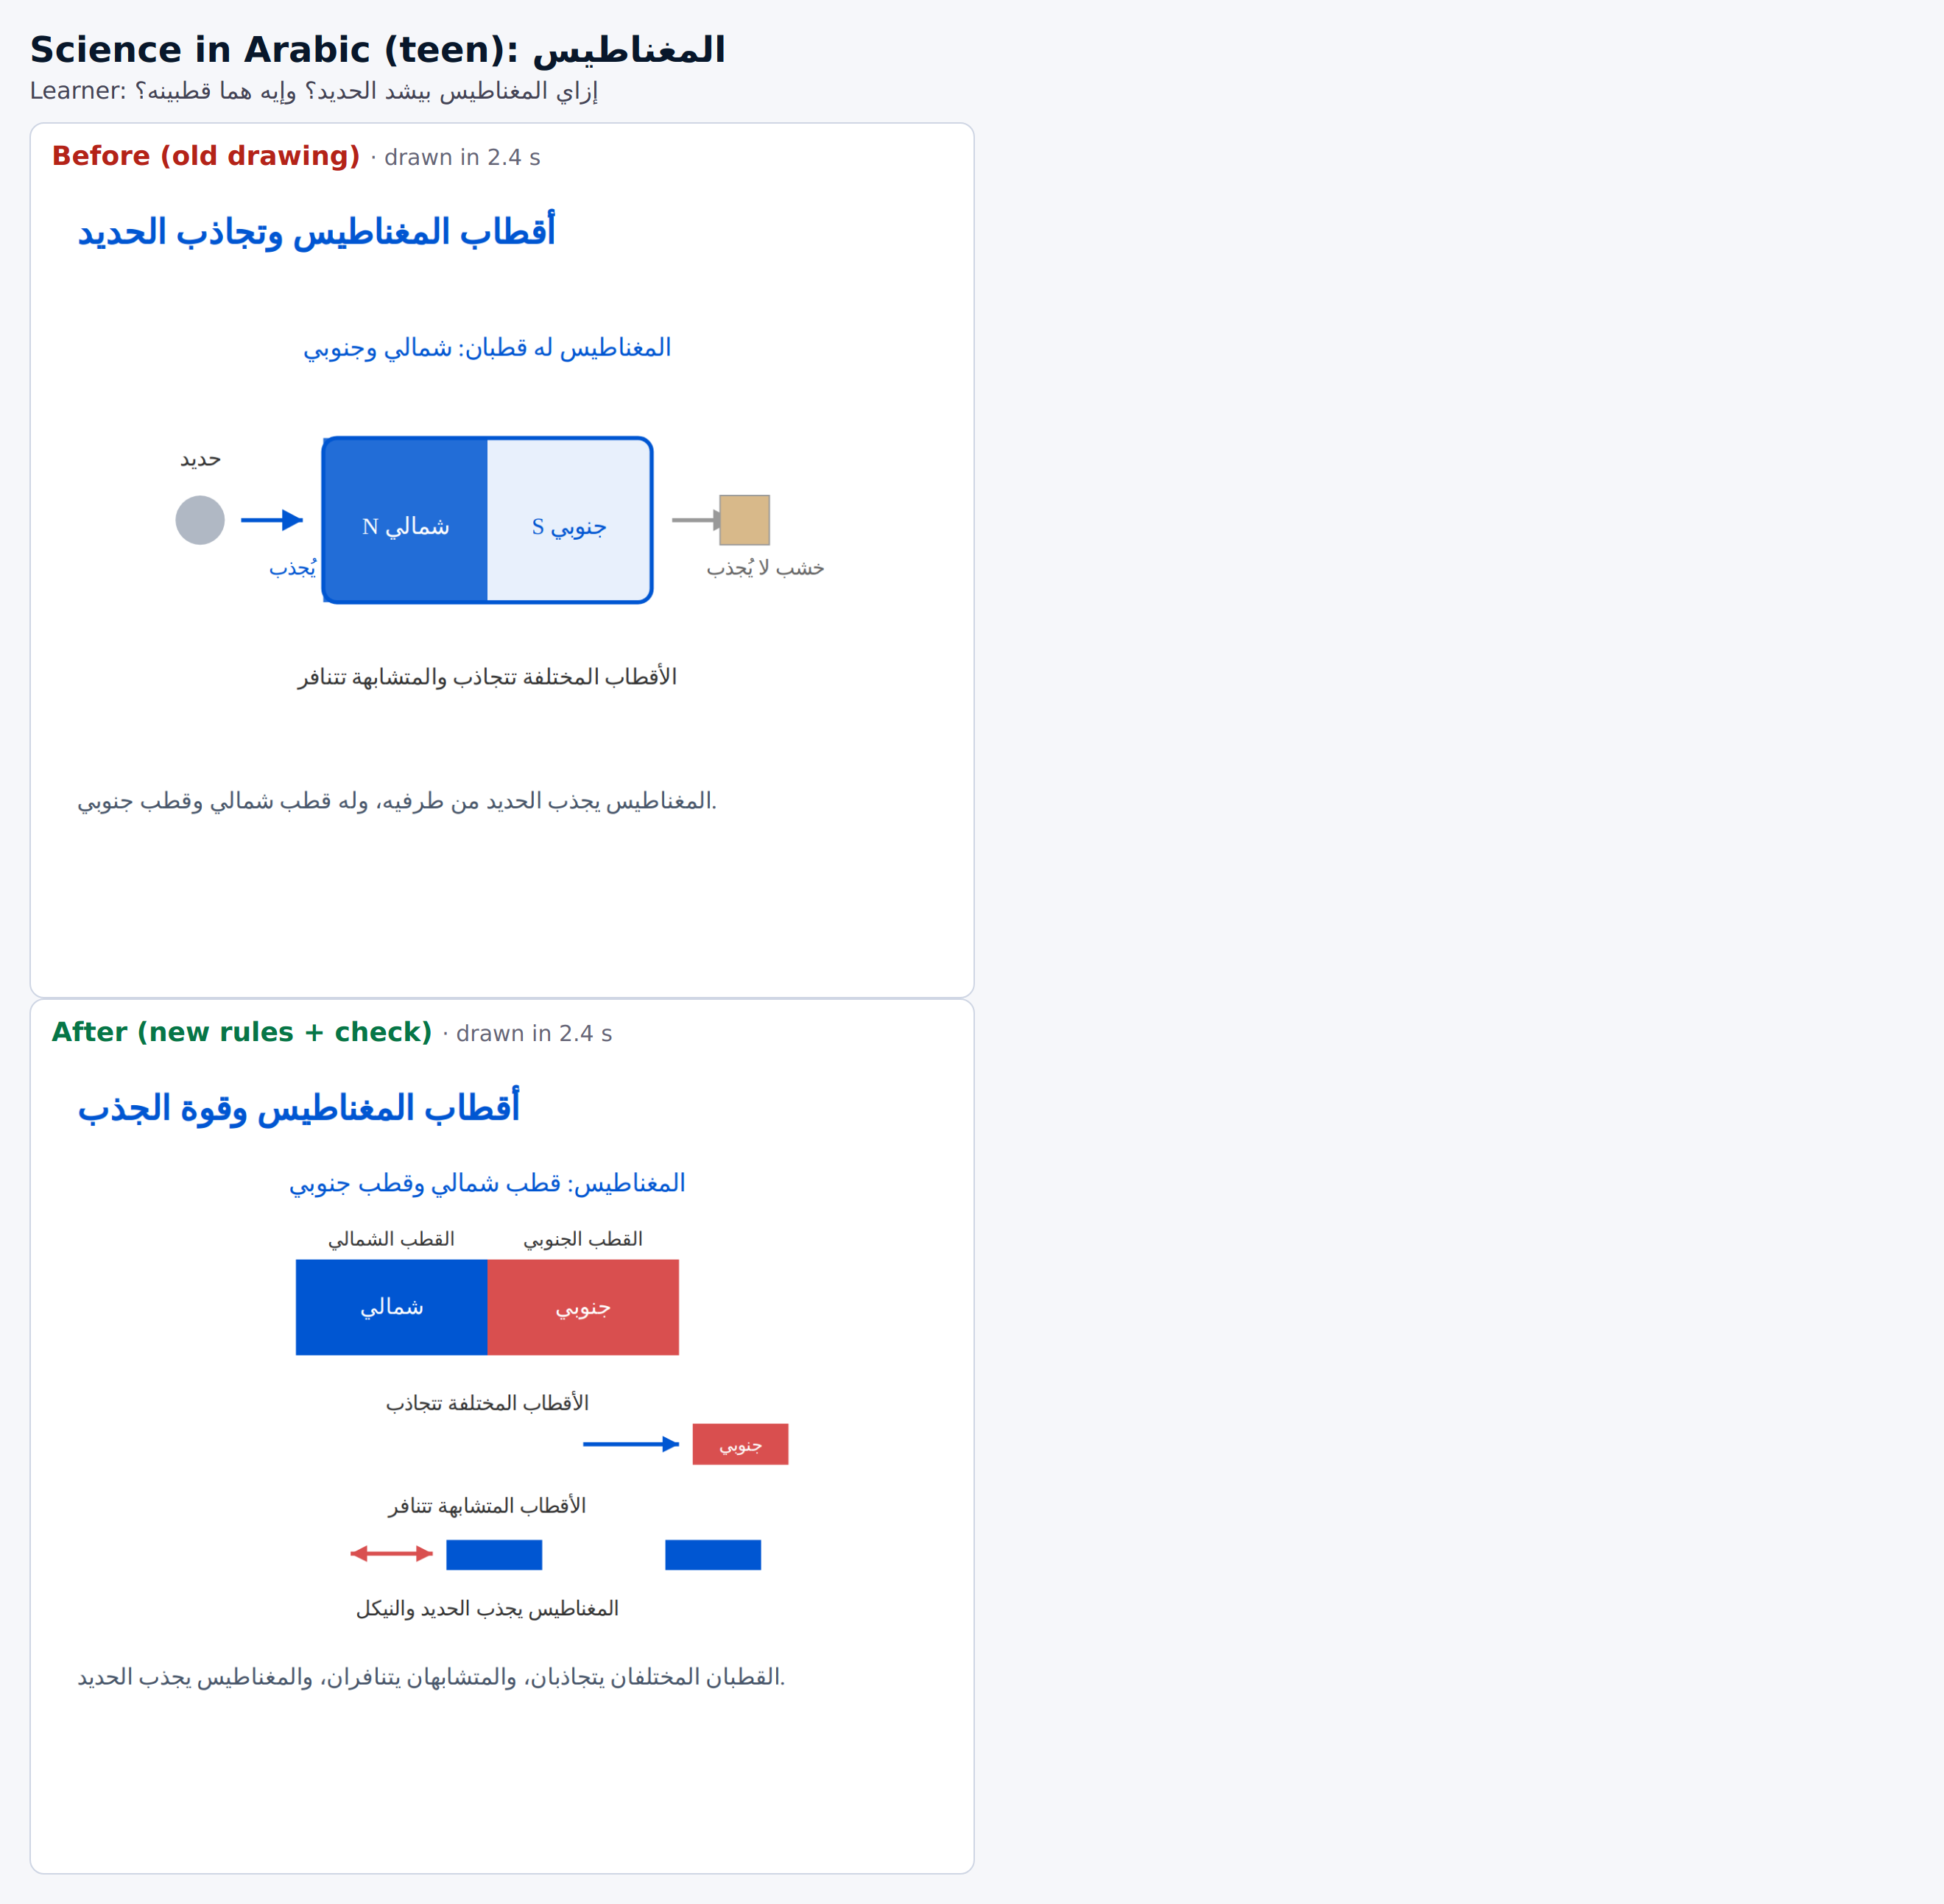 Science in Arabic (teen): المغناطيس
Learner: إزاي المغناطيس بيشد الحديد؟ وإيه هما قطبينه؟
Before (old drawing) · drawn in 2.4 s
أقطاب المغناطيس وتجاذب الحديد
المغناطيس له قطبان: شمالي وجنوبي
حديد
شمالي N
جنوبي S
يُجذب
خشب لا يُجذب
الأقطاب المختلفة تتجاذب والمتشابهة تتنافر
المغناطيس يجذب الحديد من طرفيه، وله قطب شمالي وقطب جنوبي.
After (new rules + check) · drawn in 2.4 s
أقطاب المغناطيس وقوة الجذب
المغناطيس: قطب شمالي وقطب جنوبي
القطب الشمالي
القطب الجنوبي
شمالي
جنوبي
الأقطاب المختلفة تتجاذب
جنوبي
الأقطاب المتشابهة تتنافر
المغناطيس يجذب الحديد والنيكل
القطبان المختلفان يتجاذبان، والمتشابهان يتنافران، والمغناطيس يجذب الحديد.